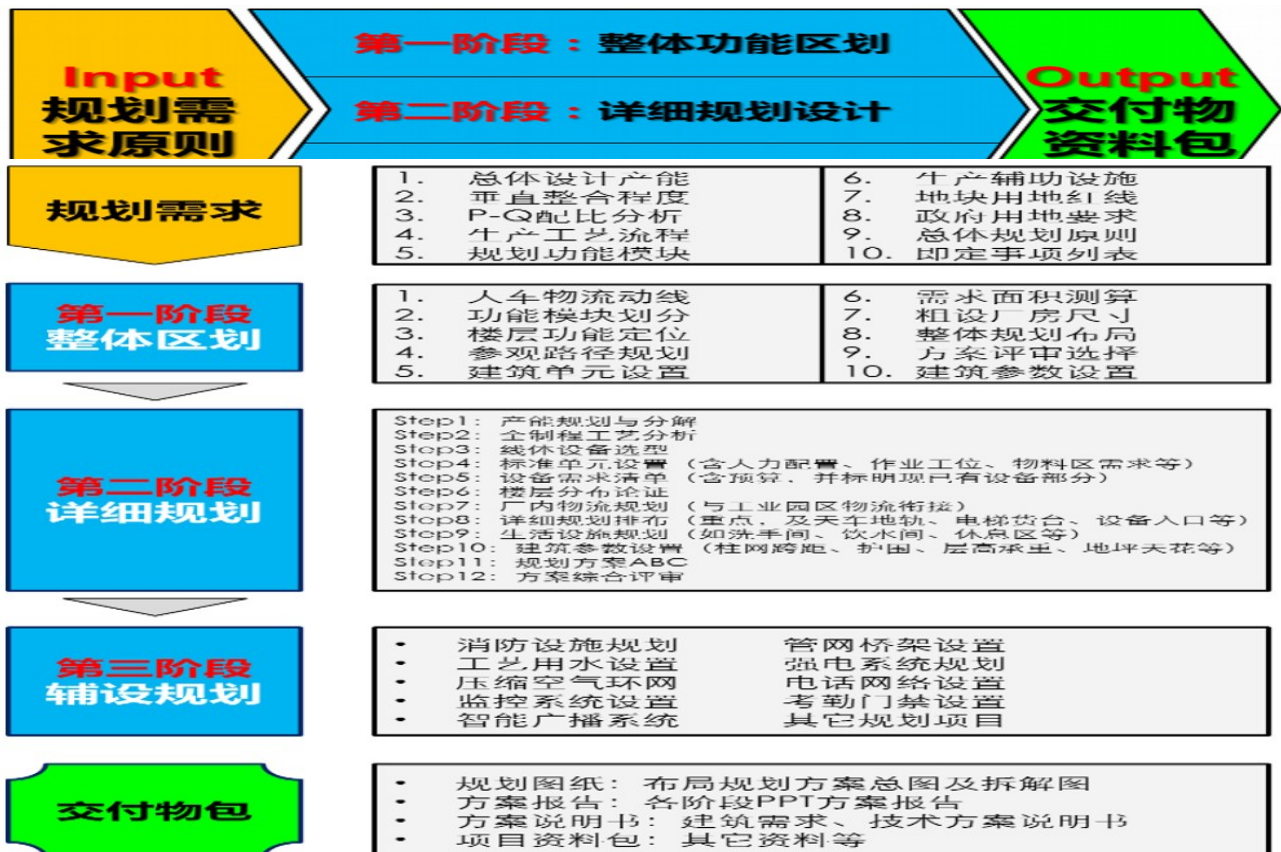 Input
规划需
求原则
第一阶段：整体功能区划
第二阶段：详细规划设计
Output
交付物
资料包
规划需求
1. 总体设计产能
2. 垂直整合程度
3. P-Q配比分析
4. 生产工艺流程
5. 规划功能模块
6. 生产辅助设施
7. 地块用地红线
8. 政府用地要求
9. 总体规划原则
10. 即定事项列表
第一阶段
整体区划
1. 人车物流动线
2. 功能模块划分
3. 楼层功能定位
4. 参观路径规划
5. 建筑单元设置
6. 需求面积测算
7. 粗设厂房尺寸
8. 整体规划布局
9. 方案评审选择
10. 建筑参数设置
第二阶段
详细规划
Step1: 产能规划与分解
Step2: 全制程工艺分析
Step3: 线体设备选型
Step4: 标准单元设置（含人力配置、作业工位、物料区需求等）
Step5: 设备需求清单（含预算，并标明现已有设备部分）
Step6: 楼层分布论证
Step7: 厂内物流规划（与工业园区物流衔接）
Step8: 详细规划排布（重点，及天车地轨、电梯货台、设备入口等）
Step9: 生活设施规划（如洗手间、饮水间、休息区等）
Step10: 建筑参数设置（柱网跨距、护围、层高承重、地坪天花等）
Step11: 规划方案ABC
Step12: 方案综合评审
第三阶段
辅设规划
• 消防设施规划 管网桥架设置
• 工艺用水设置 强电系统规划
• 压缩空气环网 电话网络设置
• 监控系统设置 考勤门禁设置
• 智能广播系统 其它规划项目
交付物包
• 规划图纸：布局规划方案总图及拆解图
• 方案报告：各阶段PPT方案报告
• 方案说明书：建筑需求、技术方案说明书
• 项目资料包：其它资料等